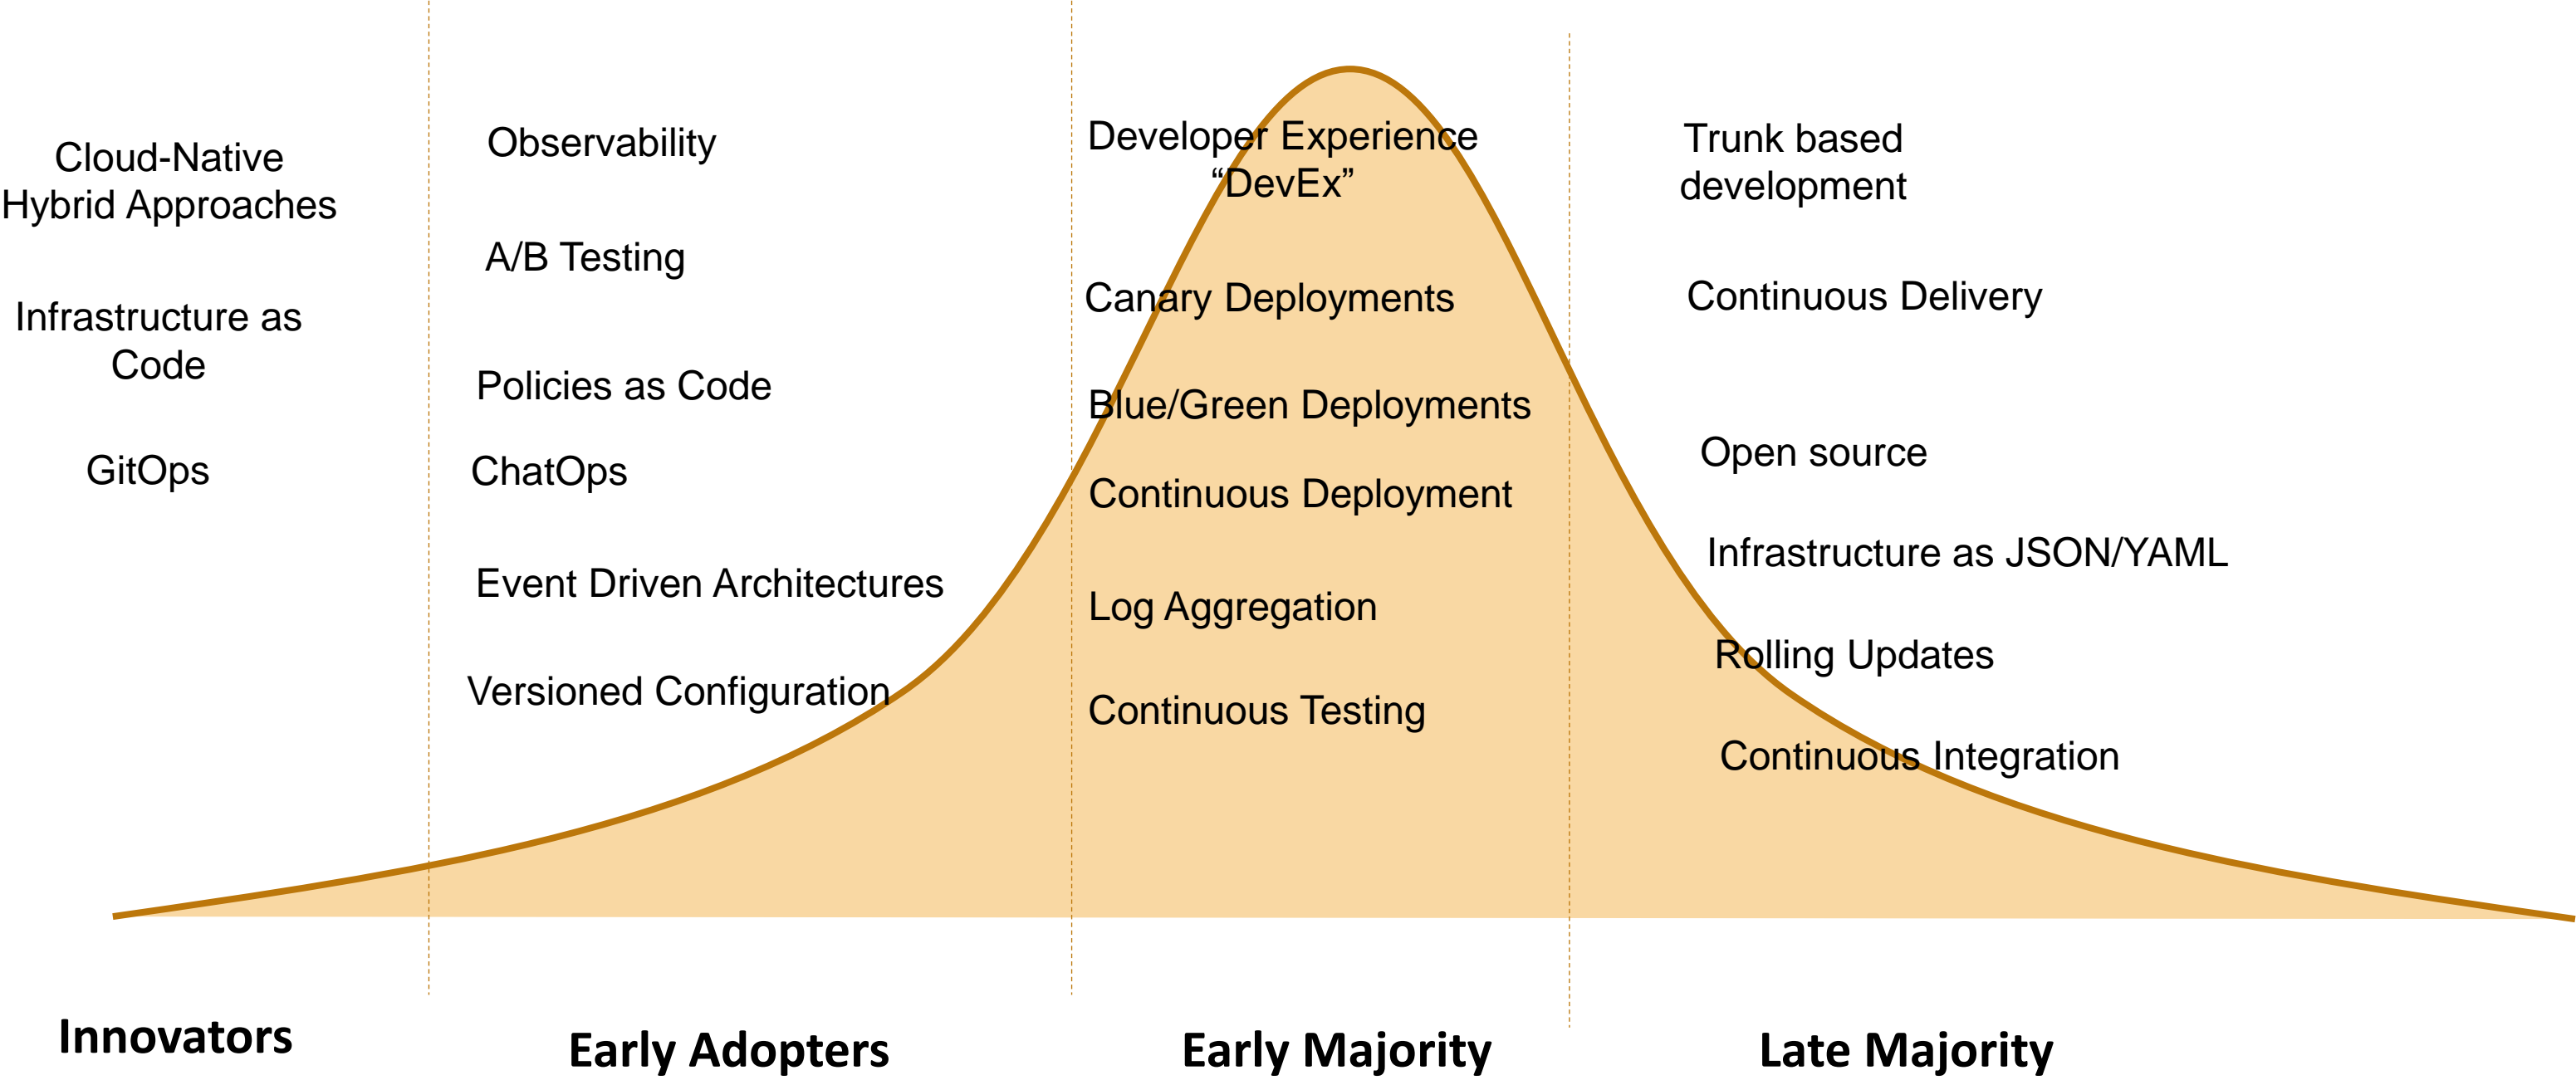 Cloud-Native
Hybrid Approaches
Infrastructure as
Code
GitOps
Observability
A/B Testing
Policies as Code
ChatOps
Event Driven Architectures
Versioned Configuration
Developer Experience
“DevEx”
Canary Deployments
Blue/Green Deployments
Continuous Deployment
Log Aggregation
Continuous Testing
Trunk based
development
Continuous Delivery
Open source
Infrastructure as JSON/YAML
Rolling Updates
Continuous Integration
Innovators
Early Adopters
Early Majority
Late Majority